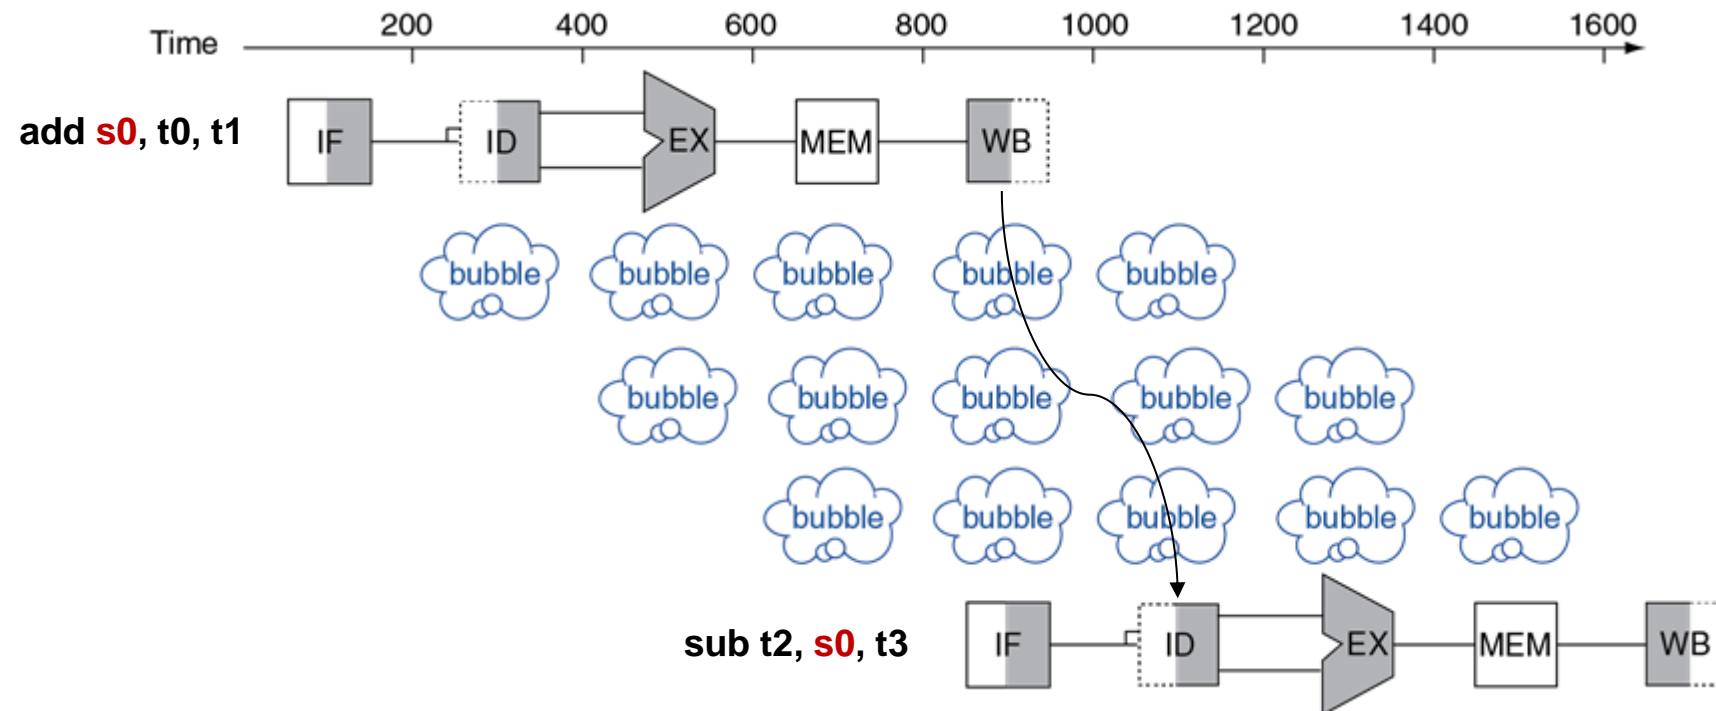 200 400 600 800 1000 1200 1400 1600
Time
add s0, t0, t1 IF ID EX MEM WB
bubble bubble bubble bubble bubble
bubble bubble bubble bubble bubble
bubble bubble bubble bubble bubble
sub t2, s0, t3 IF ID EX MEM WB